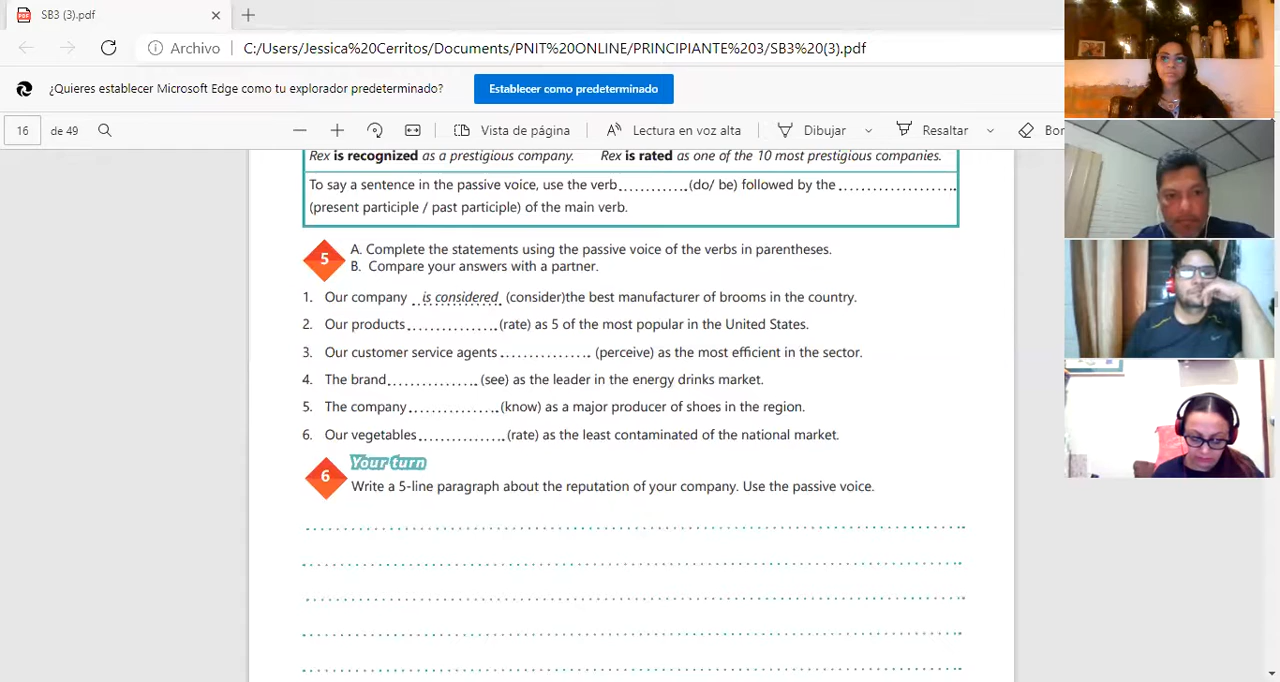 SB3 (3).pdf
Archivo C:/Users/Jessica%20Cerritos/Documents/PNIT%20ONLINE/PRINCIPIANTE%203/SB3%20(3).pdf
¿Quieres establecer Microsoft Edge como tu explorador predeterminado? Establecer como predeterminado
16 de 49 Vista de página Lectura en voz alta Dibujar Resaltar Bor
Rex is recognized as a prestigious company. Rex is rated as one of the 10 most prestigious companies.
To say a sentence in the passive voice, use the verb............(do/ be) followed by the ....................
(present participle / past participle) of the main verb.
5 A. Complete the statements using the passive voice of the verbs in parentheses.
B. Compare your answers with a partner.
1. Our company is considered (consider)the best manufacturer of brooms in the country.
2. Our products...............(rate) as 5 of the most popular in the United States.
3. Our customer service agents ............... (perceive) as the most efficient in the sector.
4. The brand............... (see) as the leader in the energy drinks market.
5. The company...............(know) as a major producer of shoes in the region.
6. Our vegetables...............(rate) as the least contaminated of the national market.
6 Your turn
Write a 5-line paragraph about the reputation of your company. Use the passive voice.